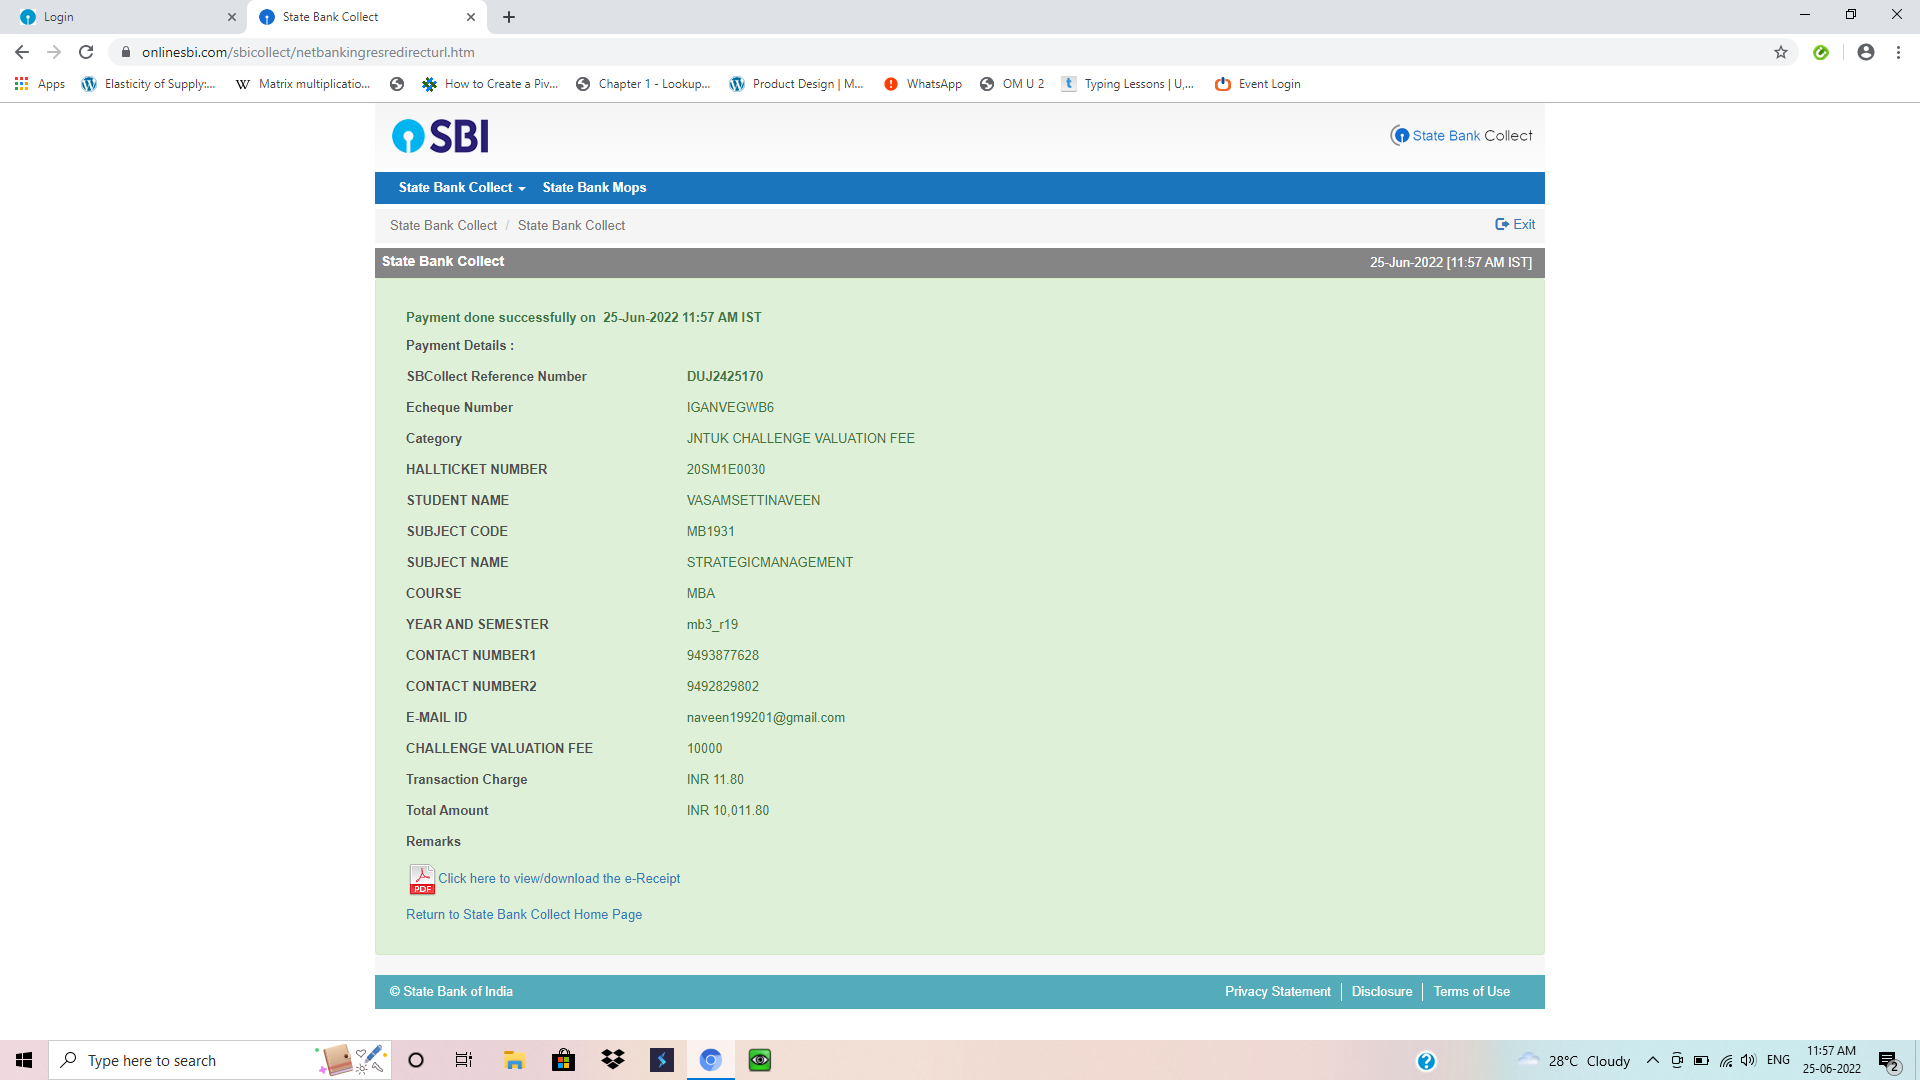 Login
State Bank Collect
onlinesbi.com/sbicollect/netbankingresredirecturl.htm
Apps
Elasticity of Supply:...
Matrix multiplicatio...
How to Create a Piv...
Chapter 1 - Lookup...
Product Design | M...
WhatsApp
OM U 2
Typing Lessons | U,...
Event Login
SBI
State Bank Collect
State Bank Collect State Bank Mops
State Bank Collect / State Bank Collect
Exit
State Bank Collect
25-Jun-2022 [11:57 AM IST]
Payment done successfully on 25-Jun-2022 11:57 AM IST
Payment Details :
SBCollect Reference Number DUJ2425170
Echeque Number IGANVEGWB6
Category JNTUK CHALLENGE VALUATION FEE
HALLTICKET NUMBER 20SM1E0030
STUDENT NAME VASAMSETTINAVEEN
SUBJECT CODE MB1931
SUBJECT NAME STRATEGICMANAGEMENT
COURSE MBA
YEAR AND SEMESTER mb3_r19
CONTACT NUMBER1 9493877628
CONTACT NUMBER2 9492829802
E-MAIL ID naveen199201@gmail.com
CHALLENGE VALUATION FEE 10000
Transaction Charge INR 11.80
Total Amount INR 10,011.80
Remarks
PDF Click here to view/download the e-Receipt
Return to State Bank Collect Home Page
© State Bank of India
Privacy Statement | Disclosure | Terms of Use
Type here to search
28°C Cloudy
ENG
11:57 AM
25-06-2022
2